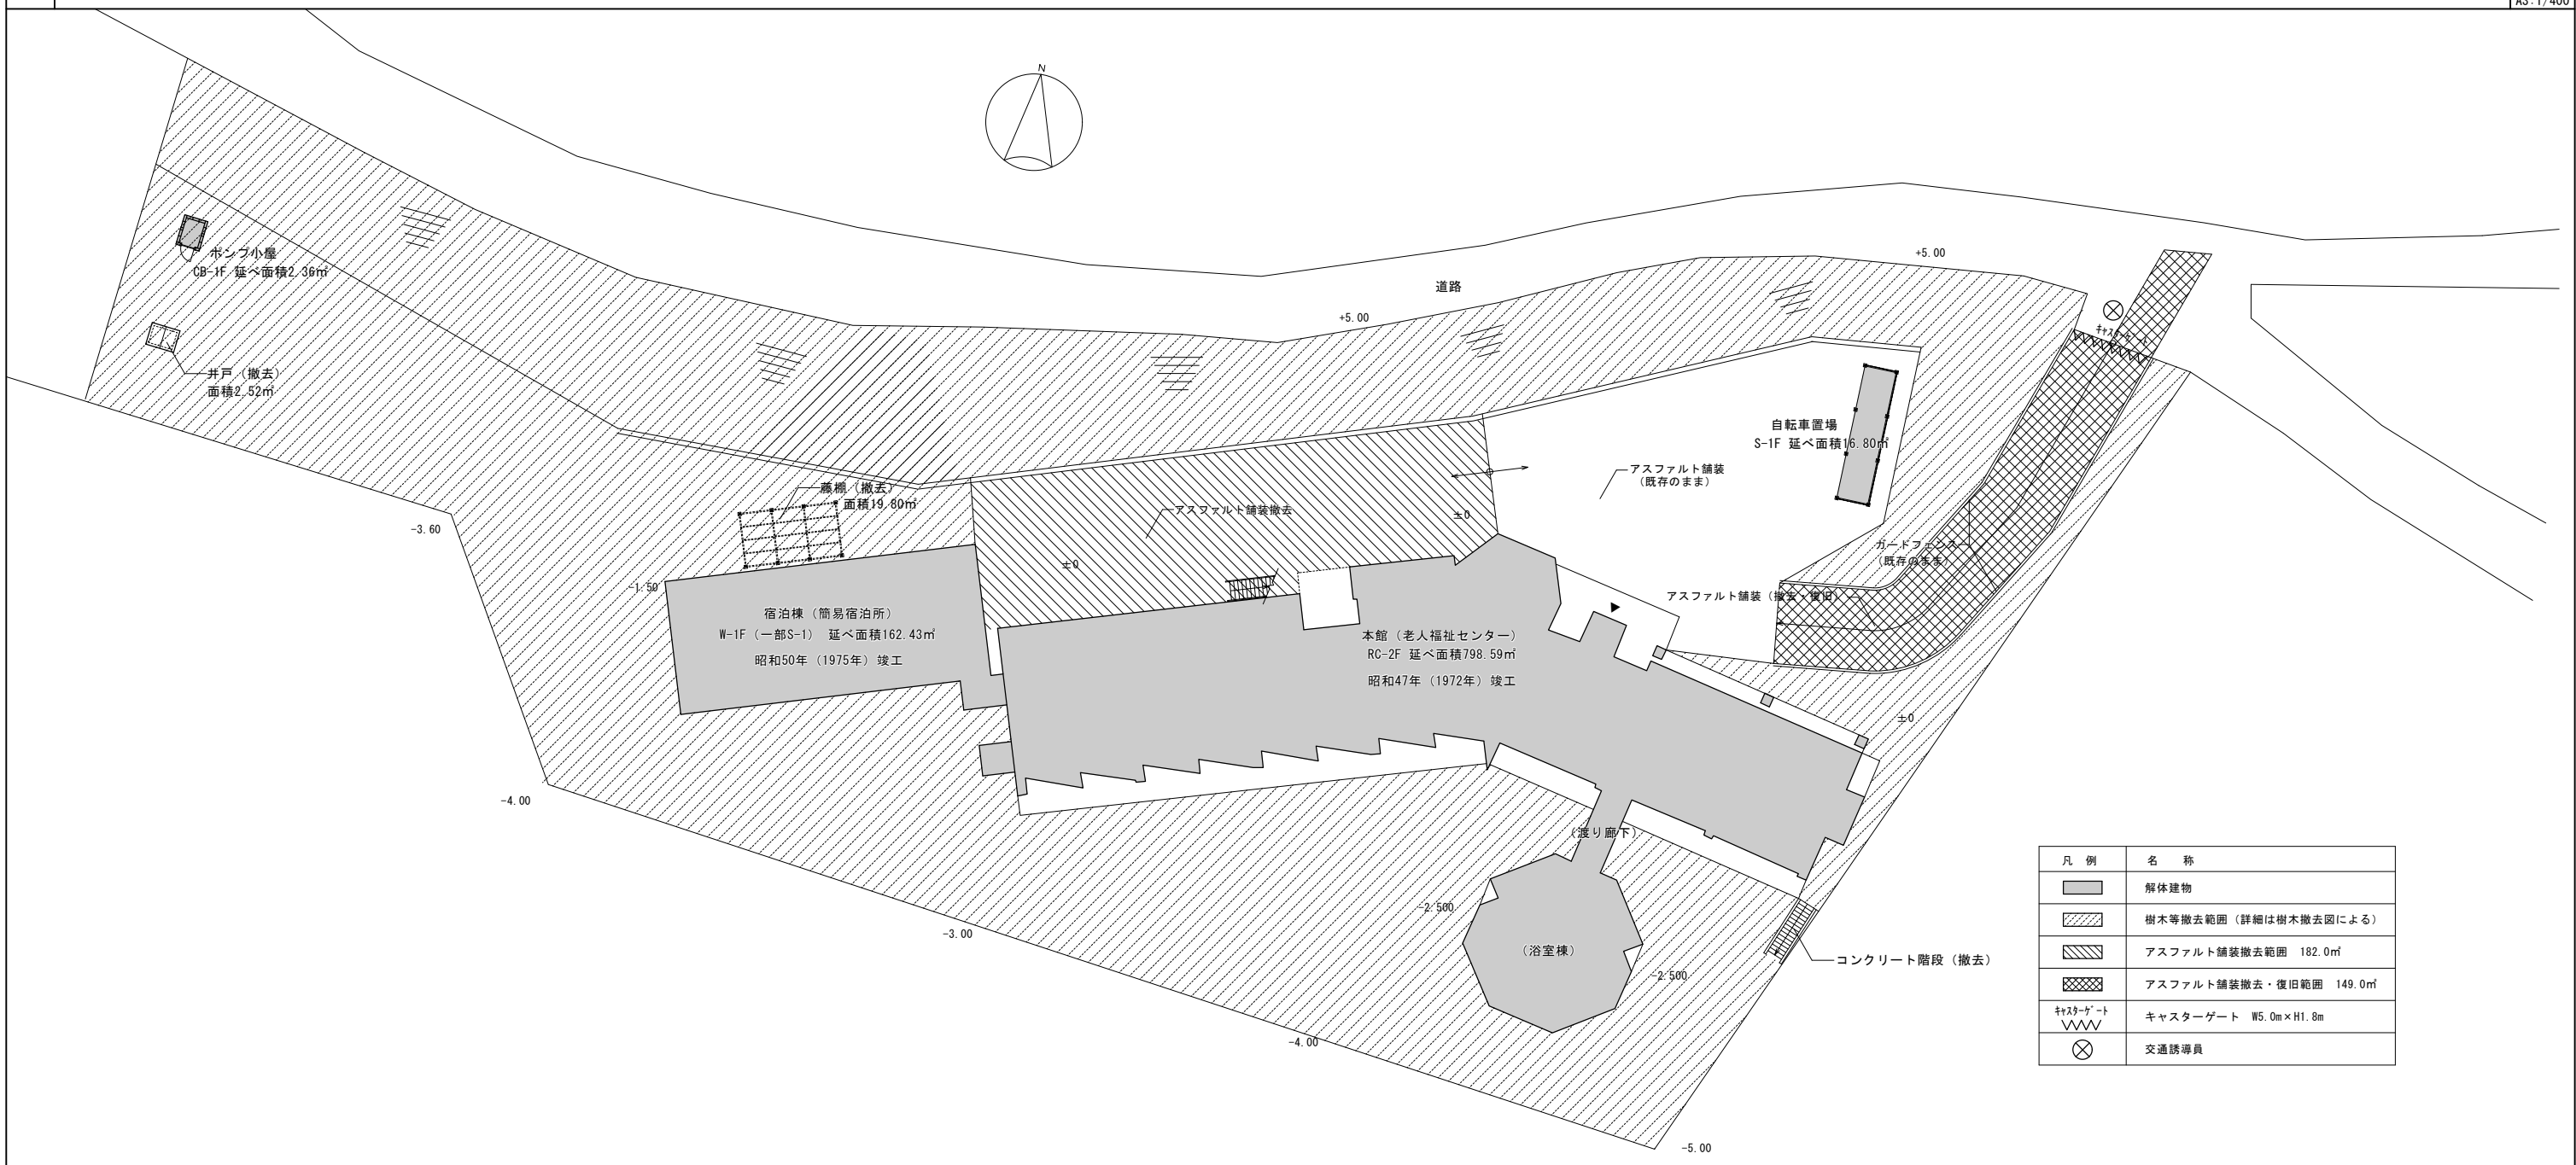 A3:1/400
N
ポンプ小屋
CB-1F 延べ面積2.36㎡
井戸（撤去）
面積2.52㎡
道路
+5.00
+5.00
ｷｬｽﾀｰｹﾞｰﾄ
自転車置場
S-1F 延べ面積16.80㎡
アスファルト舗装
（既存のまま）
藤棚（撤去）
面積19.80㎡
アスファルト舗装撤去
±0
±0
-3.60
-1.50
ガードフェンス
（既存のまま）
アスファルト舗装（撤去・復旧）
宿泊棟（簡易宿泊所）
W-1F（一部S-1） 延べ面積162.43㎡
昭和50年（1975年）竣工
本館（老人福祉センター）
RC-2F 延べ面積798.59㎡
昭和47年（1972年）竣工
±0
-4.00
（渡り廊下）
-2.500
-3.00
（浴室棟）
-2.500
コンクリート階段（撤去）
-4.00
-5.00
凡 例 名 称
解体建物
樹木等撤去範囲（詳細は樹木撤去図による）
アスファルト舗装撤去範囲 182.0㎡
アスファルト舗装撤去・復旧範囲 149.0㎡
ｷｬｽﾀｰｹﾞｰﾄ キャスターゲート W5.0m×H1.8m
交通誘導員